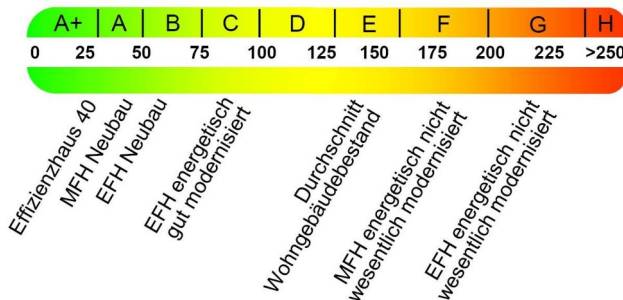 A+ A B C D E F G H
0 25 50 75 100 125 150 175 200 225 >250
Effizienzhaus 40
MFH Neubau
EFH Neubau
EFH energetisch
gut modernisiert
Durchschnitt
Wohngebäudebestand
MFH energetisch nicht
wesentlich modernisiert
EFH energetisch nicht
wesentlich modernisiert